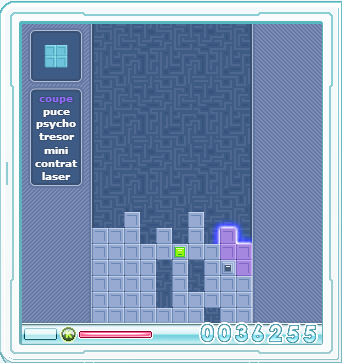 coupe
puce
psycho
tresor
mini
contrat
laser
0036255